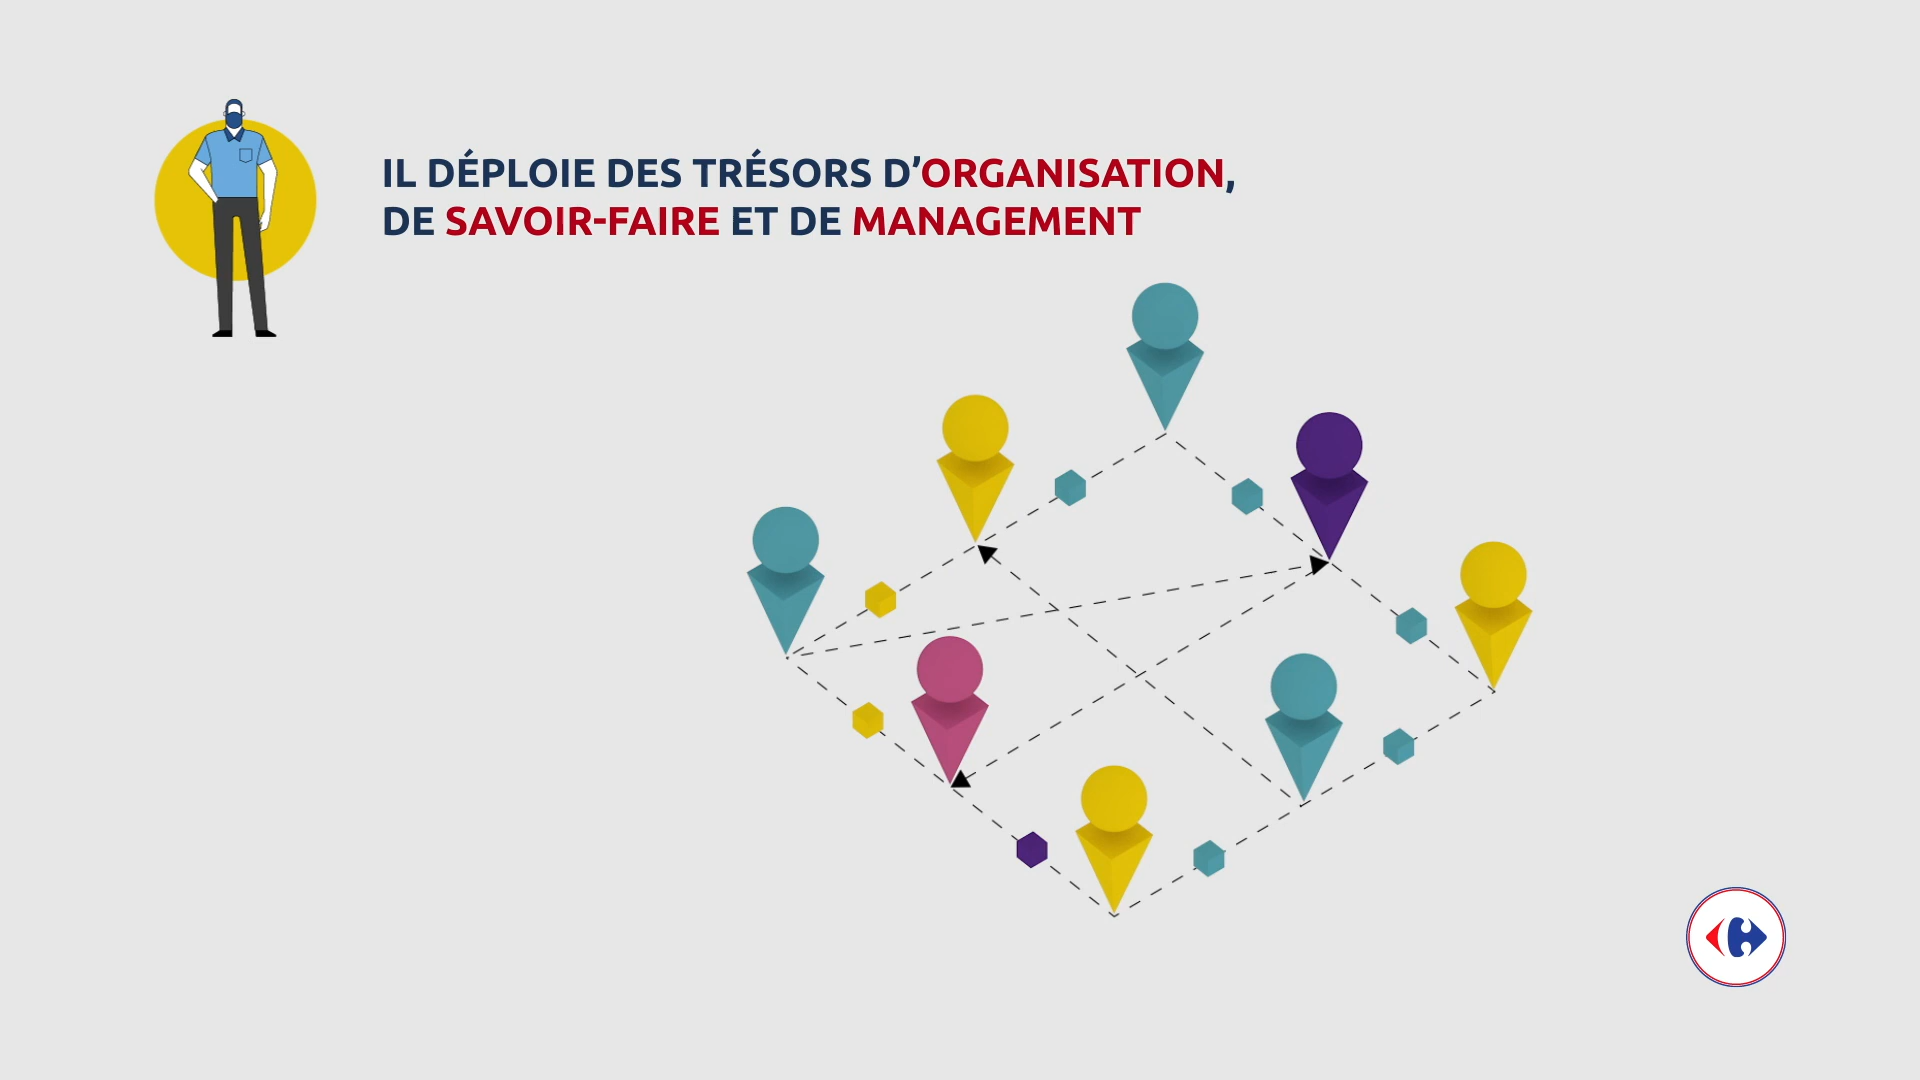 IL DÉPLOIE DES TRÉSORS D’ORGANISATION,
DE SAVOIR-FAIRE ET DE MANAGEMENT